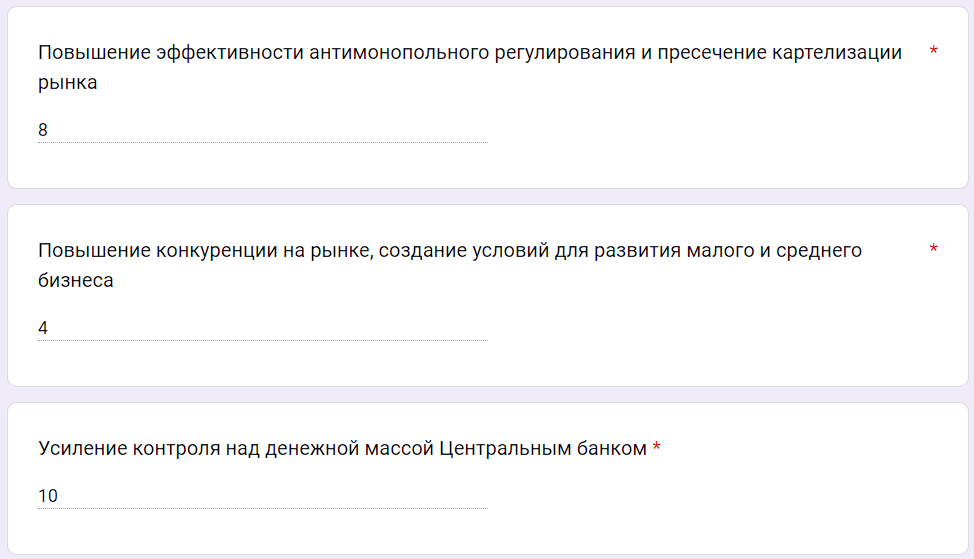 Повышение эффективности антимонопольного регулирования и пресечение картелизации *
рынка
8
Повышение конкуренции на рынке, создание условий для развития малого и среднего *
бизнеса
4
Усиление контроля над денежной массой Центральным банком *
10